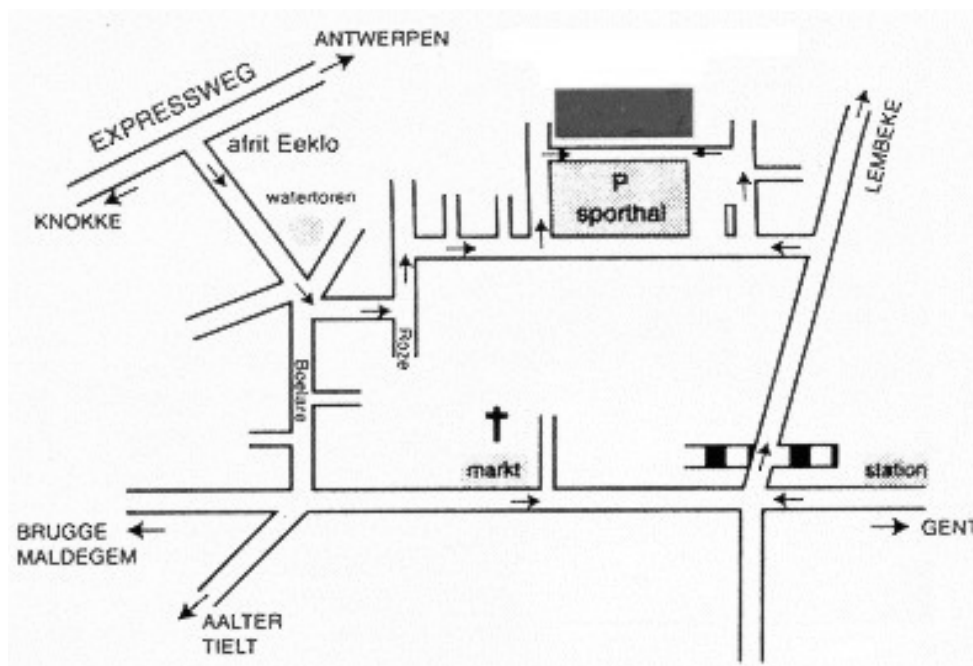 ANTWERPEN
EXPRESSWEG
afrit Eeklo
KNOKKE
watertoren
P
sporthal
LEMBEKE
Roze
Boelare
markt
station
BRUGGE
MALDEGEM
GENT
AALTER
TIELT